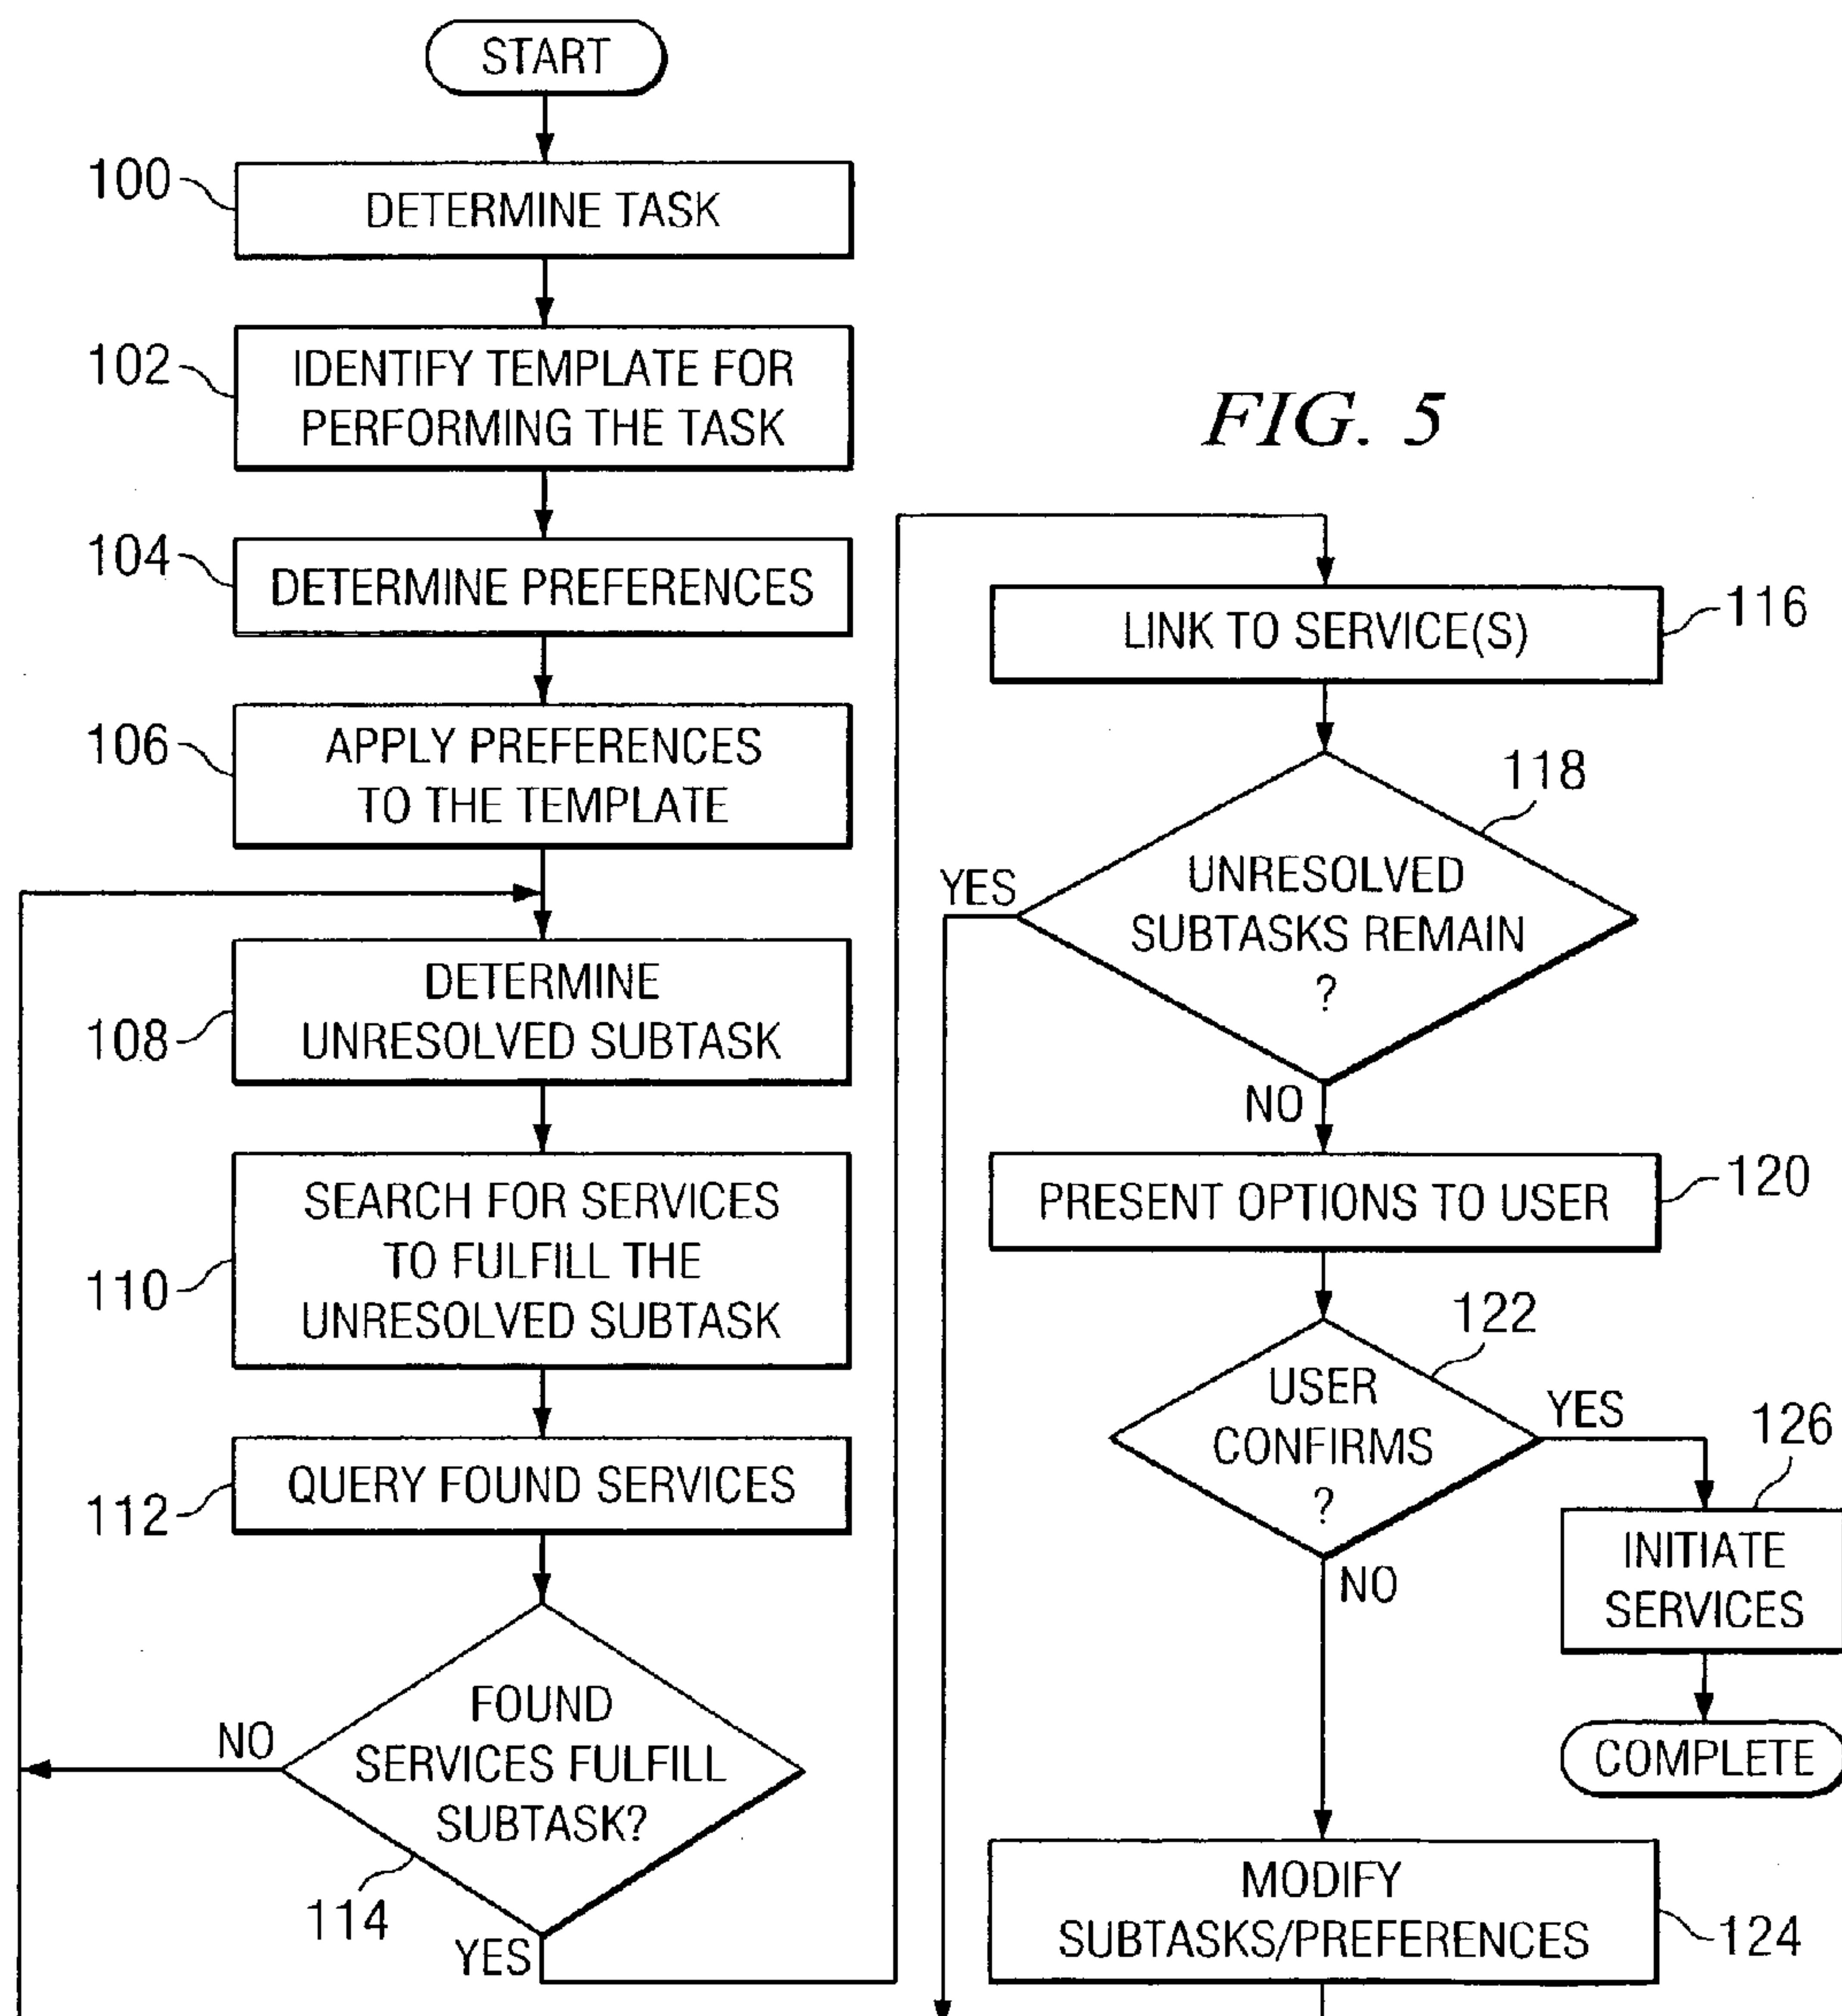 START
100
DETERMINE TASK
102
IDENTIFY TEMPLATE FOR
PERFORMING THE TASK
104
DETERMINE PREFERENCES
106
APPLY PREFERENCES
TO THE TEMPLATE
108
DETERMINE
UNRESOLVED SUBTASK
110
SEARCH FOR SERVICES
TO FULFILL THE
UNRESOLVED SUBTASK
112
QUERY FOUND SERVICES
FOUND
SERVICES FULFILL
SUBTASK?
NO
114
YES
FIG. 5
LINK TO SERVICE(S)
116
118
UNRESOLVED
SUBTASKS REMAIN
?
YES
NO
PRESENT OPTIONS TO USER
120
122
USER
CONFIRMS
?
YES
126
NO
INITIATE
SERVICES
COMPLETE
MODIFY
SUBTASKS/PREFERENCES
124